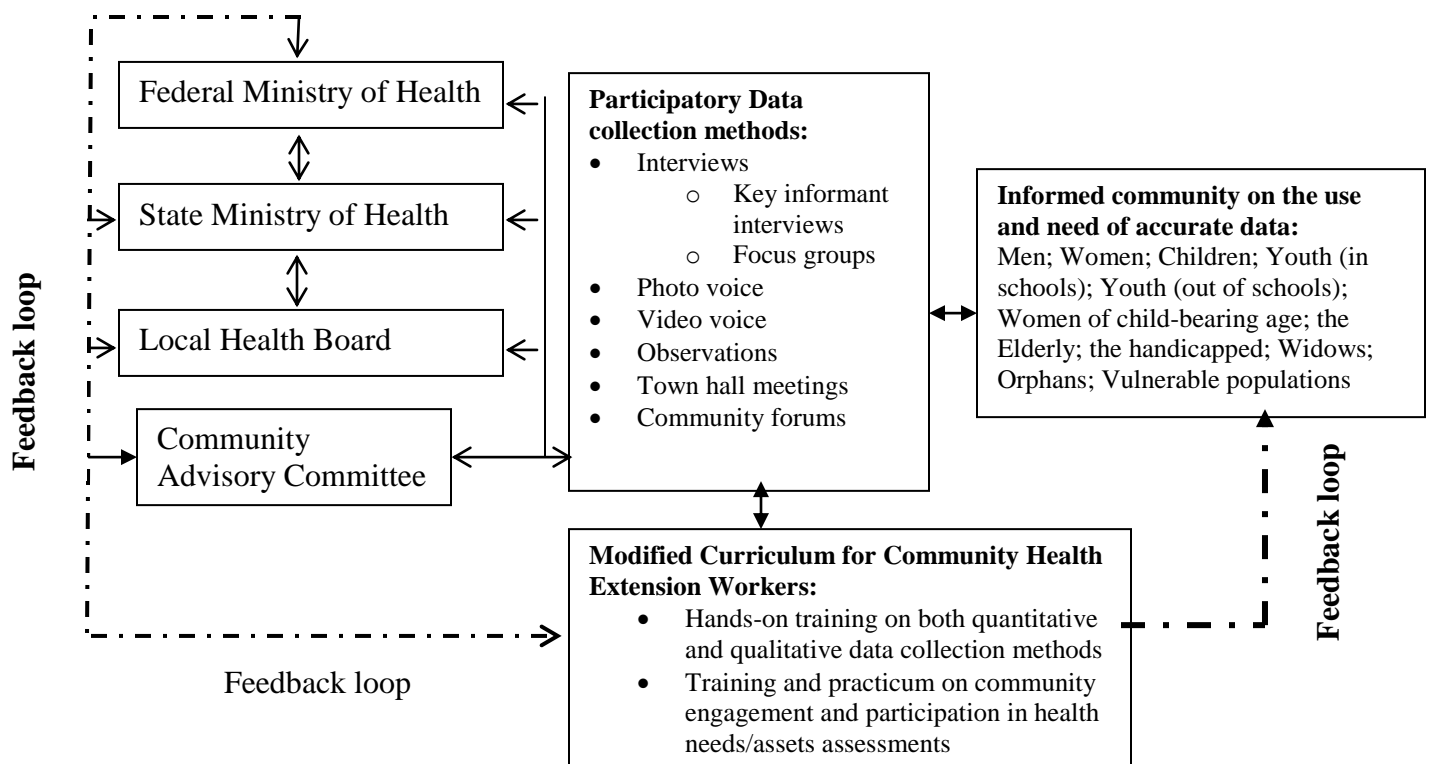 Feedback loop
Federal Ministry of Health
State Ministry of Health
Local Health Board
Community
Advisory Committee
Feedback loop
Participatory Data
collection methods:
• Interviews
o Key informant
interviews
o Focus groups
• Photo voice
• Video voice
• Observations
• Town hall meetings
• Community forums
Informed community on the use
and need of accurate data:
Men; Women; Children; Youth (in
schools); Youth (out of schools);
Women of child-bearing age; the
Elderly; the handicapped; Widows;
Orphans; Vulnerable populations
Modified Curriculum for Community Health
Extension Workers:
• Hands-on training on both quantitative
and qualitative data collection methods
• Training and practicum on community
engagement and participation in health
needs/assets assessments
Feedback loop